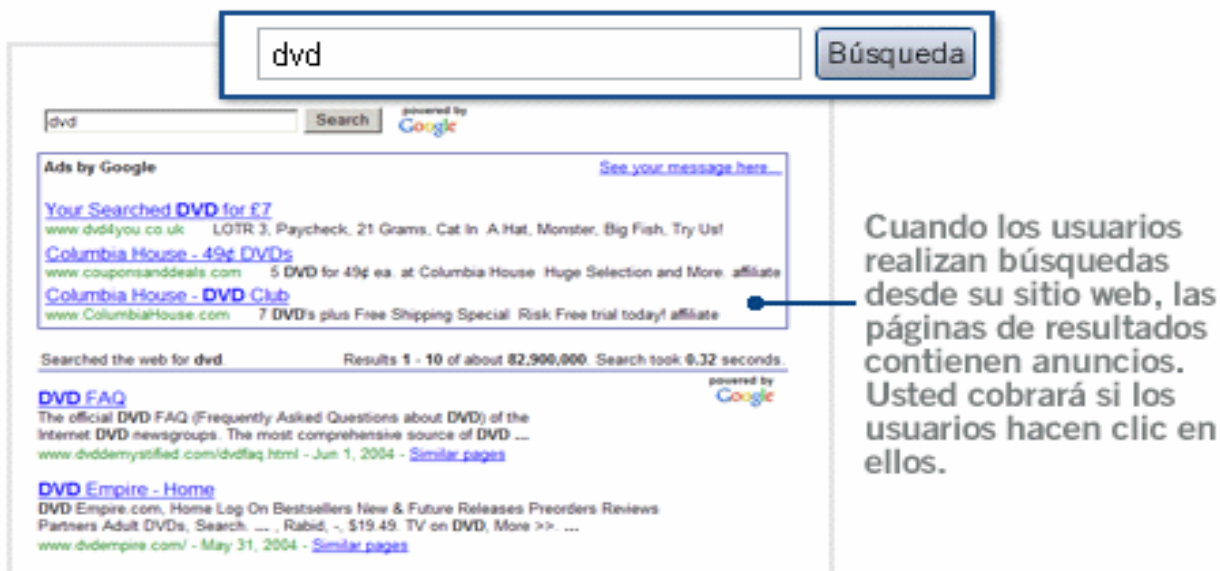 dvd Búsqueda
dvd Search powered by Google
Ads by Google See your message here...
Your Searched DVD for £7
www.dvd4you.co.uk LOTR 3, Paycheck, 21 Grams, Cat In A Hat, Monster, Big Fish, Try Us!
Columbia House - 49¢ DVDs
www.couponsanddeals.com 5 DVD for 49¢ ea. at Columbia House Huge Selection and More. affiliate
Columbia House - DVD Club
www.ColumbiaHouse.com 7 DVD's plus Free Shipping Special Risk Free trial today! affiliate
Searched the web for dvd. Results 1 - 10 of about 82,900,000. Search took 0.32 seconds.
powered by Google
DVD FAQ
The official DVD FAQ (Frequently Asked Questions about DVD) of the
Internet DVD newsgroups. The most comprehensive source of DVD ...
www.dvddemystified.com/dvdfaq.html - Jun 1, 2004 - Similar pages
DVD Empire - Home
DVD Empire.com, Home Log On Bestsellers New & Future Releases Preorders Reviews
Partners Adult DVDs, Search. ... , Rabid, -, $19.49. TV on DVD, More >>. ...
www.dvdempire.com/ - May 31, 2004 - Similar pages
Cuando los usuarios
realizan búsquedas
desde su sitio web, las
páginas de resultados
contienen anuncios.
Usted cobrará si los
usuarios hacen clic en
ellos.